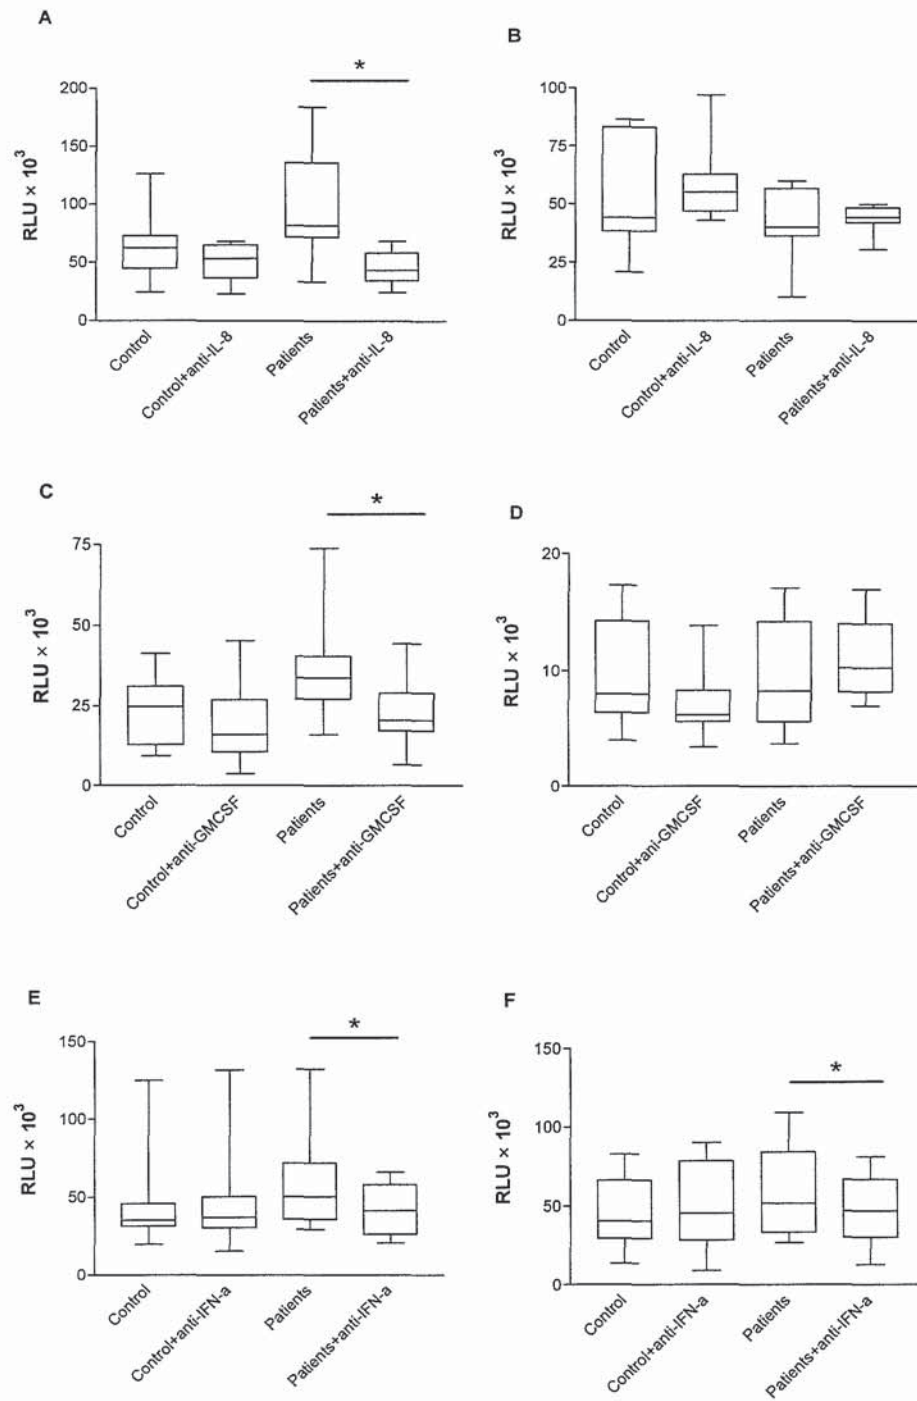 A
*
200
150
100
50
0
RLU × 10³
Control
Control+anti-IL-8
Patients
Patients+anti-IL-8
B
100
75
50
25
0
RLU × 10³
Control
Control+anti-IL-8
Patients
Patients+anti-IL-8
C
*
75
50
25
0
RLU × 10³
Control
Control+anti-GMCSF
Patients
Patients+anti-GMCSF
D
20
10
0
RLU × 10³
Control
Control+anti-GMCSF
Patients
Patients+anti-GMCSF
E
*
150
100
50
0
RLU × 10³
Control
Control+anti-IFN-a
Patients
Patients+anti-IFN-a
F
*
150
100
50
0
RLU × 10³
Control
Control+anti-IFN-a
Patients
Patients+anti-IFN-a